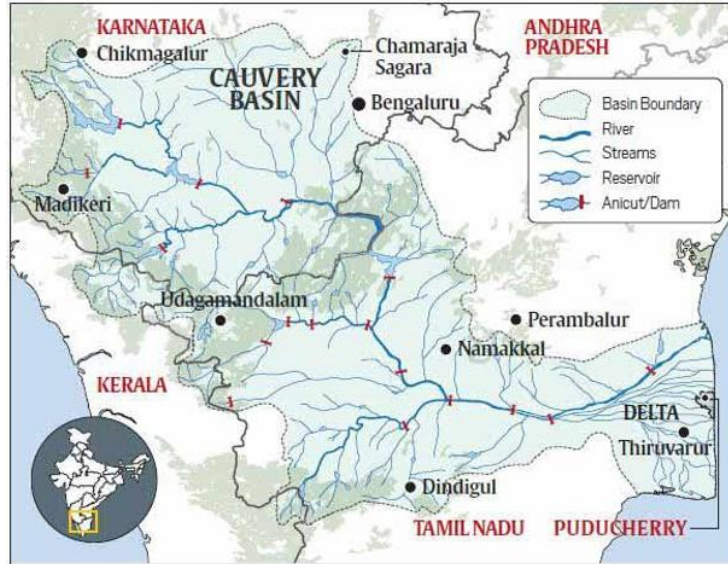 KARNATAKA
Chikmagalur
Chamaraja
Sagara
ANDHRA
PRADESH
CAUVERY
BASIN
Bengaluru
Basin Boundary
River
Streams
Reservoir
Anicut/Dam
Madikeri
Udagamandalam
Perambalur
Namakkal
KERALA
DELTA
Thiruvarur
Dindigul
TAMIL NADU
PUDUCHERRY